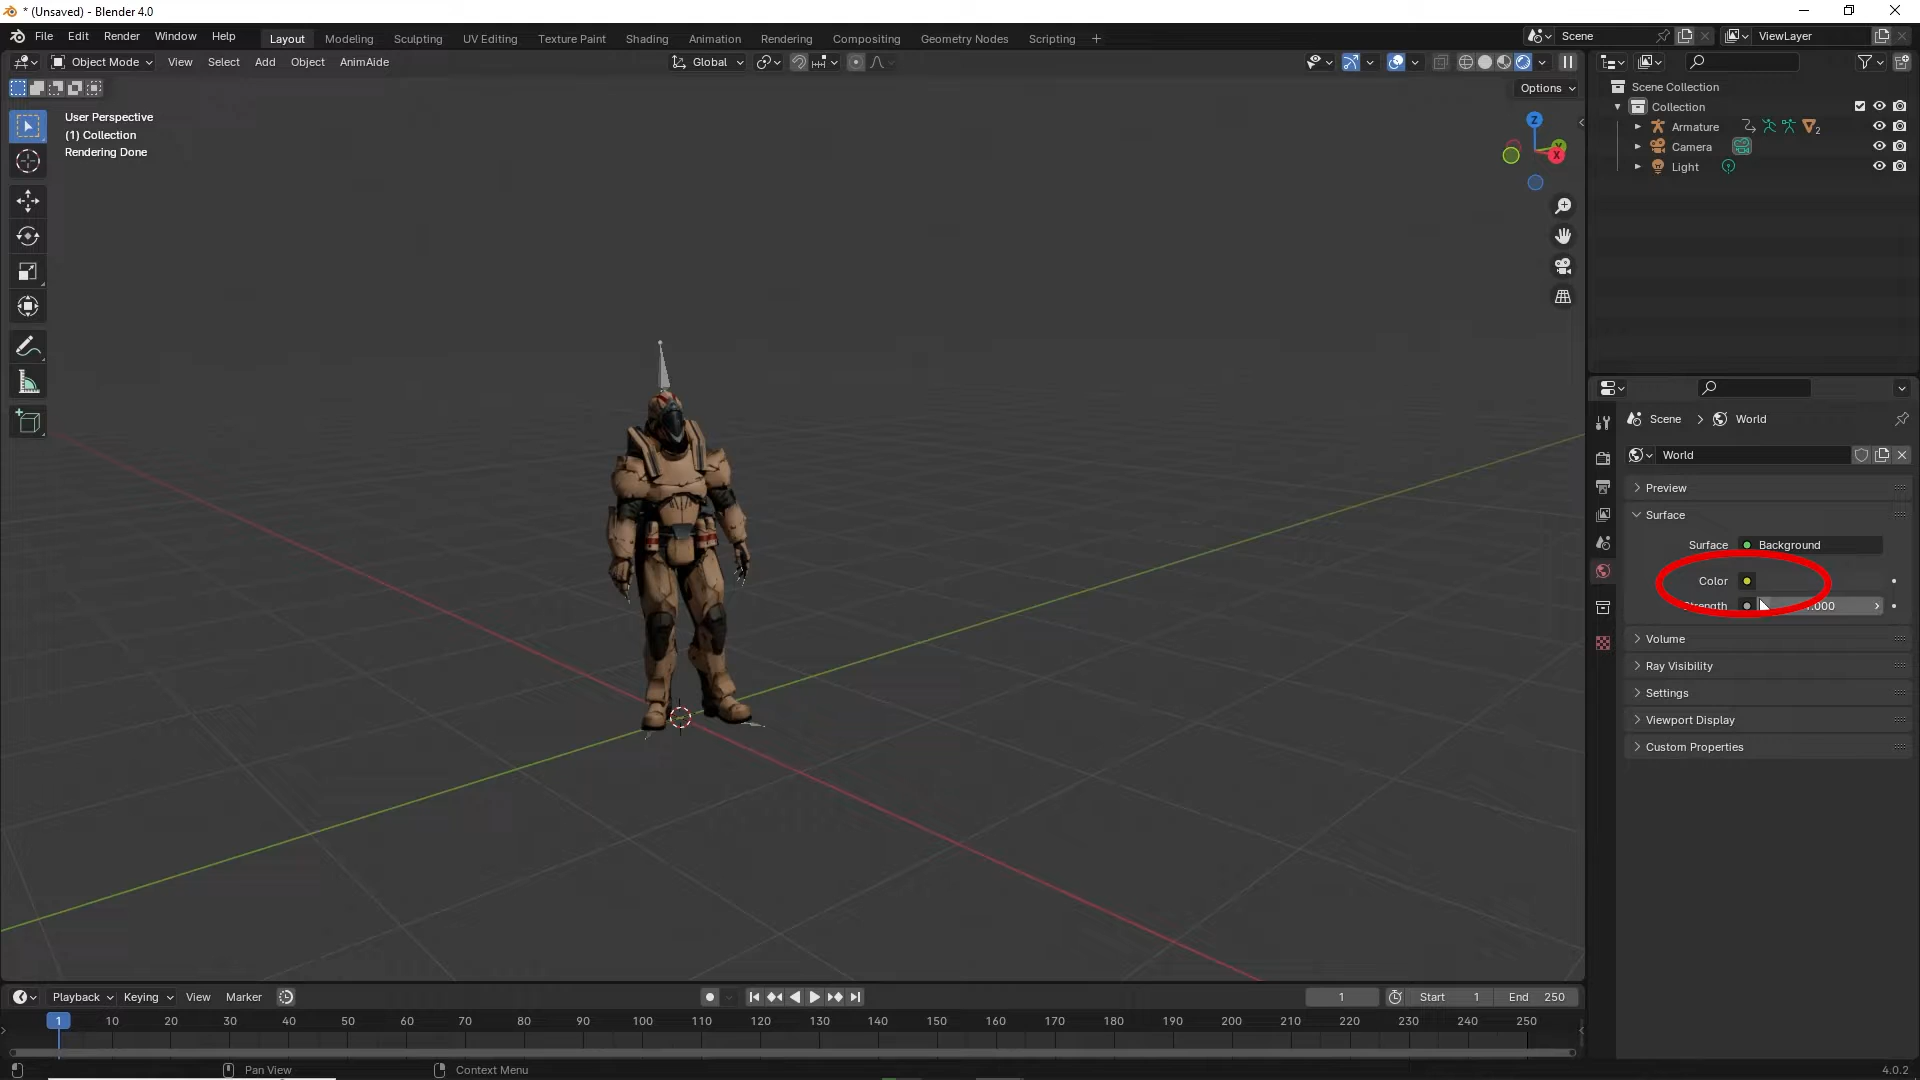 * (Unsaved) - Blender 4.0
File Edit Render Window Help
Layout Modeling Sculpting UV Editing Texture Paint Shading Animation Rendering Compositing Geometry Nodes Scripting +
Scene
ViewLayer
Object Mode View Select Add Object AnimAide
Global
Options
User Perspective
(1) Collection
Rendering Done
Z
Y
X
Scene Collection
Collection
Armature 2
Camera
Light
Scene > World
World
Preview
Surface
Surface Background
Color
Strength .000
Volume
Ray Visibility
Settings
Viewport Display
Custom Properties
Playback Keying View Marker
1
Start 1 End 250
1 10 20 30 40 50 60 70 80 90 100 110 120 130 140 150 160 170 180 190 200 210 220 230 240 250
Pan View
Context Menu
4.0.2